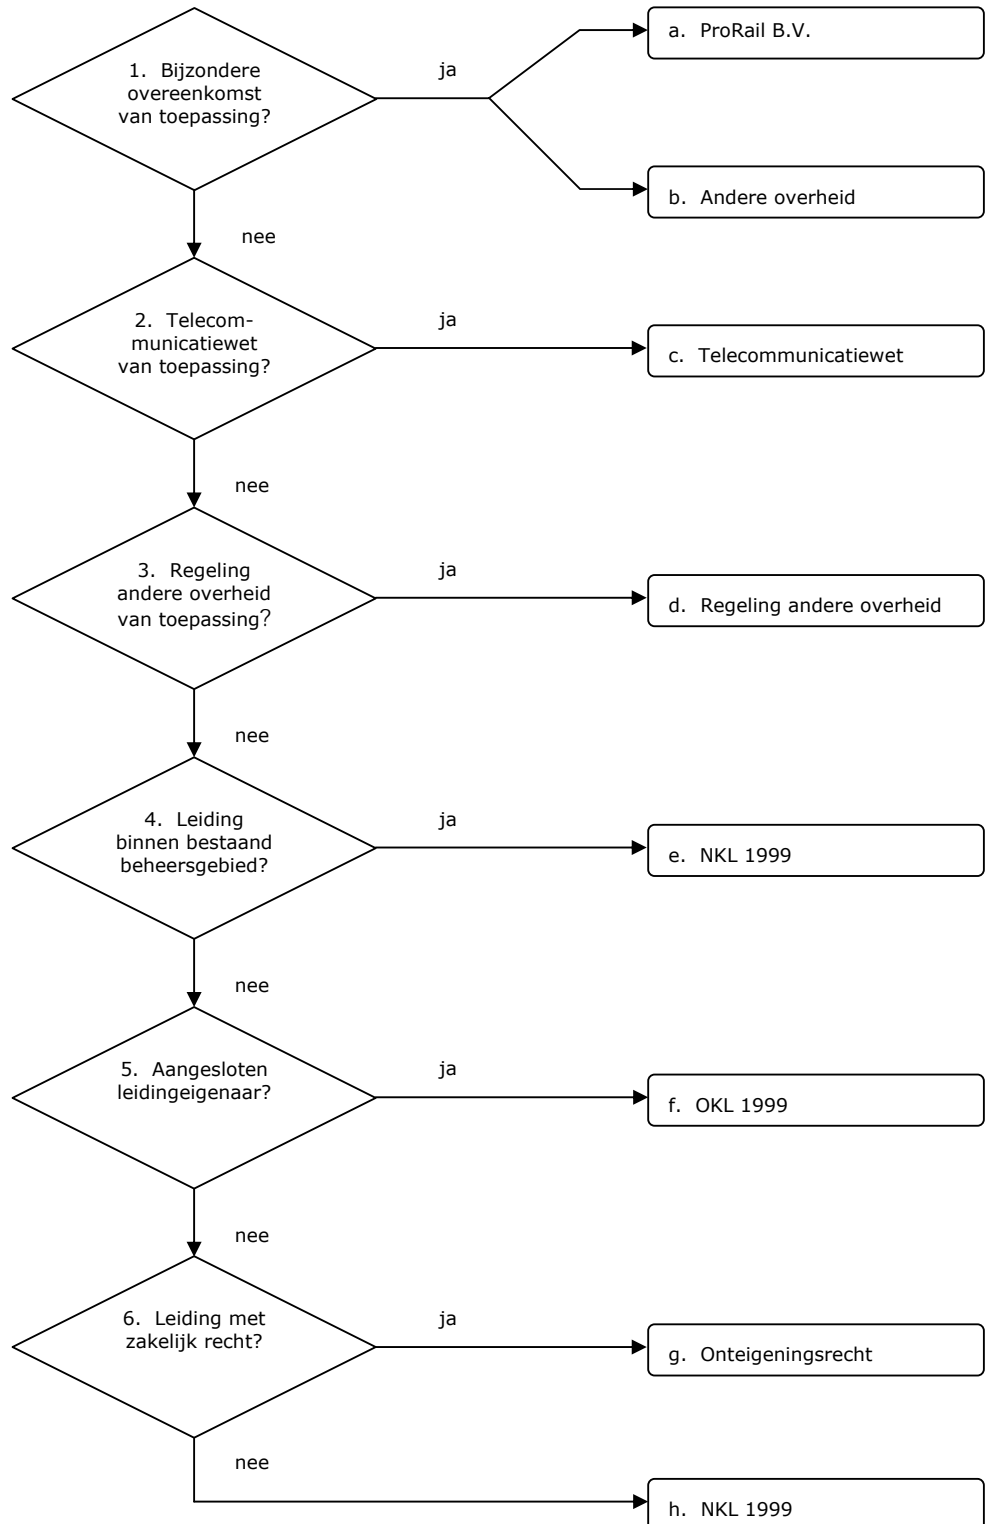 1. Bijzondere
overeenkomst
van toepassing?
ja
a. ProRail B.V.
b. Andere overheid
nee
2. Telecom-
municatiewet
van toepassing?
ja
c. Telecommunicatiewet
nee
3. Regeling
andere overheid
van toepassing?
ja
d. Regeling andere overheid
nee
4. Leiding
binnen bestaand
beheersgebied?
ja
e. NKL 1999
nee
5. Aangesloten
leidingeigenaar?
ja
f. OKL 1999
nee
6. Leiding met
zakelijk recht?
ja
g. Onteigeningsrecht
nee
h. NKL 1999